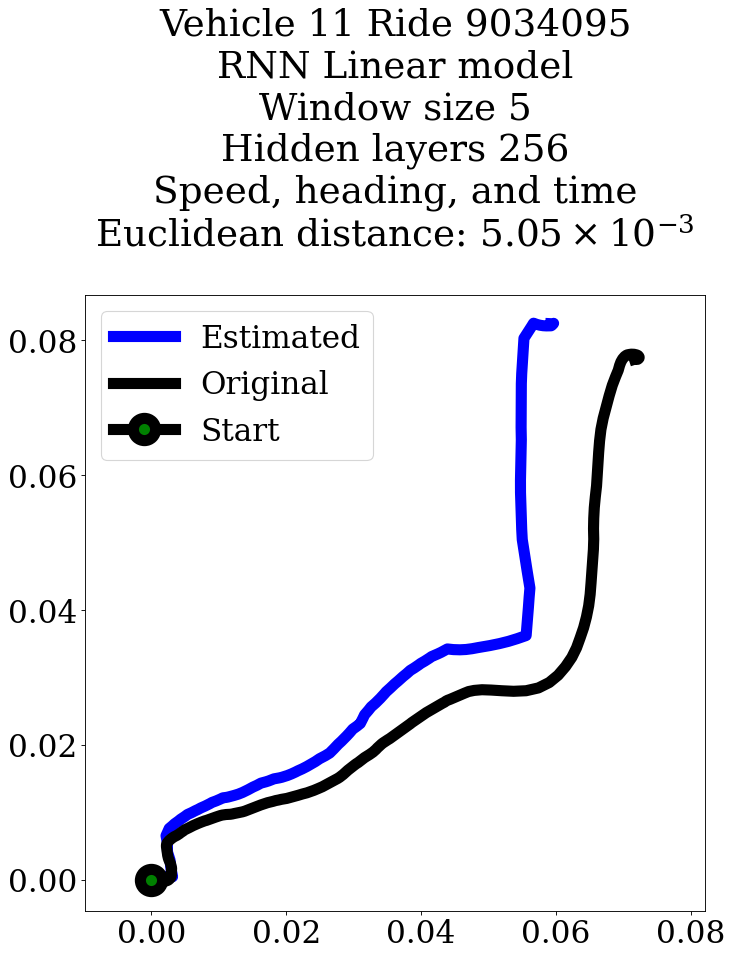 Vehicle 11 Ride 9034095
RNN Linear model
Window size 5
Hidden layers 256
Speed, heading, and time
Euclidean distance: 5.05 × 10⁻³
Estimated
Original
Start
0.08
0.06
0.04
0.02
0.00
0.00 0.02 0.04 0.06 0.08